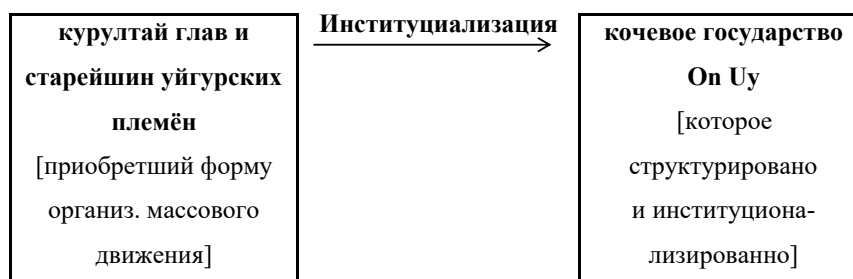 курултай глав и
старейшин уйгурских
племён
[приобретший форму
организ. массового
движения]
Институциализация
кочевое государство
On Uy
[которое
структурировано
и институциона-
лизированно]